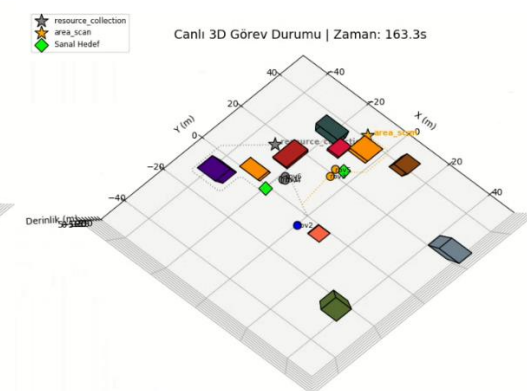 resource_collection
area_scan
Sanal Hedef
Canlı 3D Görev Durumu | Zaman: 163.3s
40
20
0
−20
−40
Y (m)
−40
−20
0
20
40
X (m)
area_scan
Derinlik (m)